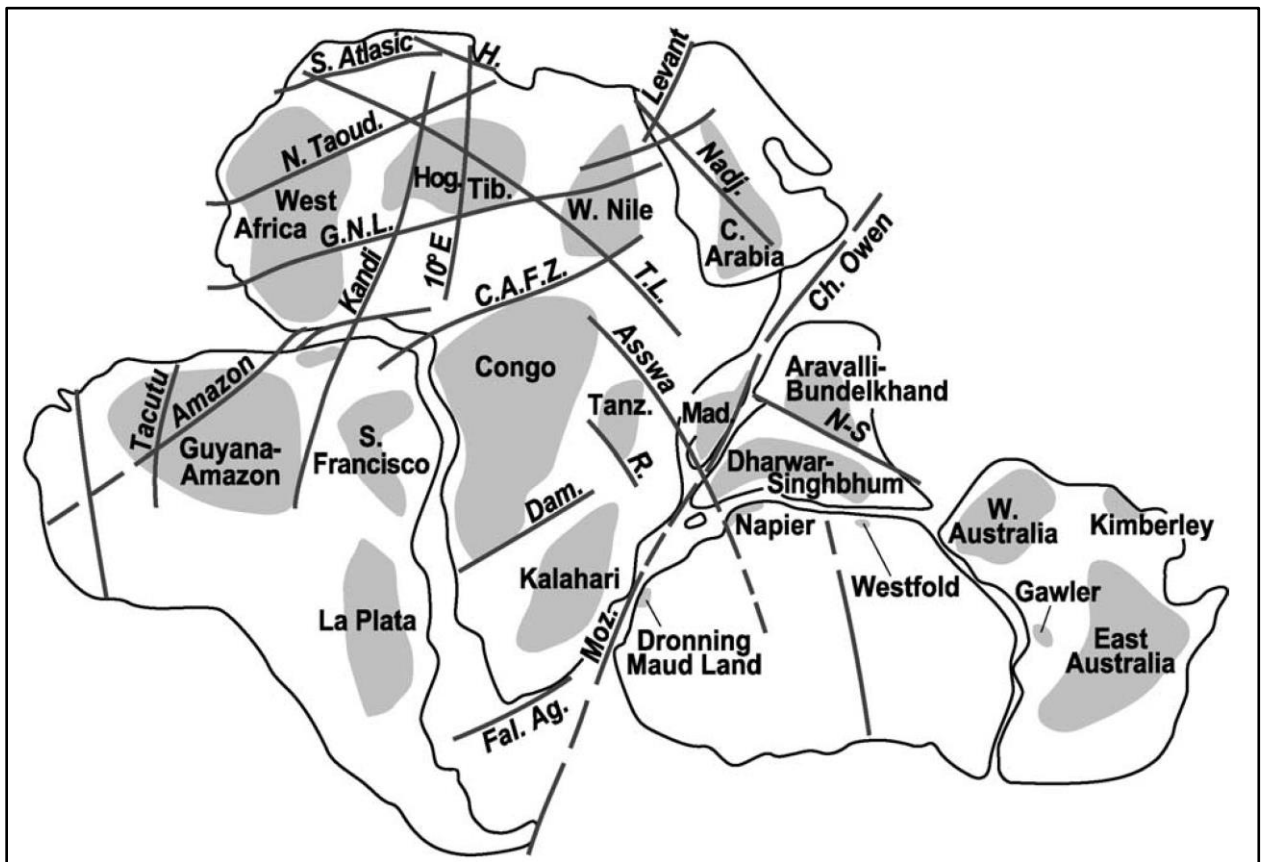 S. Atlasic
H.
Levant
N. Taoud.
West
Africa
Hog.
Tib.
W. Nile
Nadj.
C.
Arabia
G.N.L.
Kandi
10° E
C.A.F.Z.
T.L.
Ch. Owen
Tacutu
Amazon
Guyana-
Amazon
S.
Francisco
Congo
Asswa
Tanz.
R.
Mad.
Aravalli-
Bundelkhand
N-S
Dharwar-
Singhbhum
Dam.
Kalahari
Napier
Westfold
W.
Australia
Kimberley
Gawler
East
Australia
La Plata
Moz.
Dronning
Maud Land
Fal. Ag.